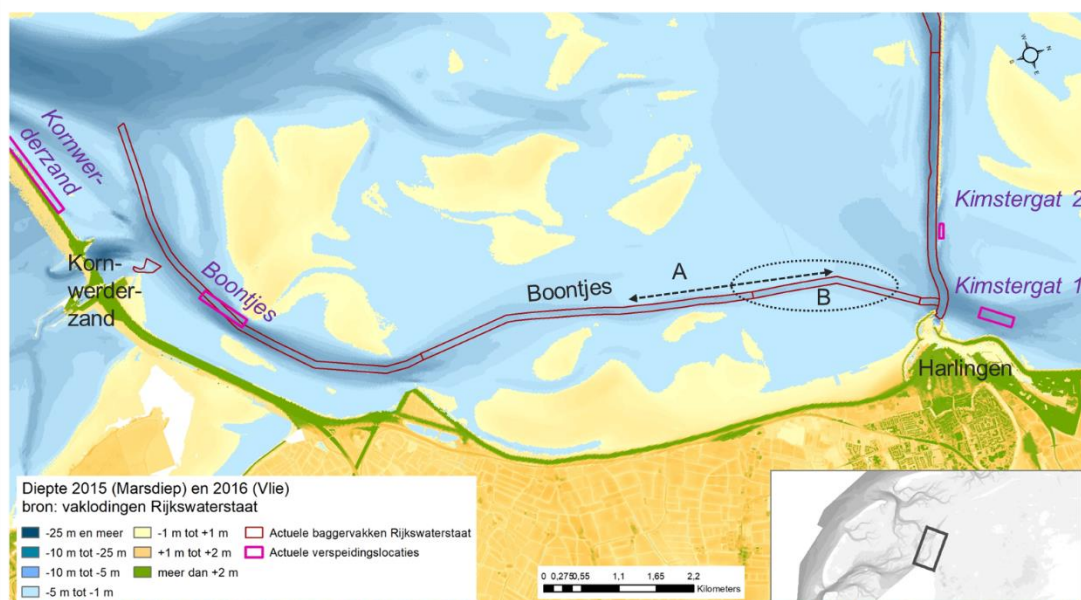 Kornwer-
derzand
Korn-
werder-
zand
Boontjes
Boontjes
A
B
Kimstergat 2
Kimstergat 1
Harlingen
N
E
S
W
Diepte 2015 (Marsdiep) en 2016 (Vlie)
bron: vaklodingen Rijkswaterstaat
-25 m en meer
-10 m tot -25 m
-10 m tot -5 m
-5 m tot -1 m
-1 m tot +1 m
+1 m tot +2 m
meer dan +2 m
Actuele baggervakken Rijkswaterstaat
Actuele verspeidingslocaties
0 0,275 0,55 1,1 1,65 2,2
Kilometers